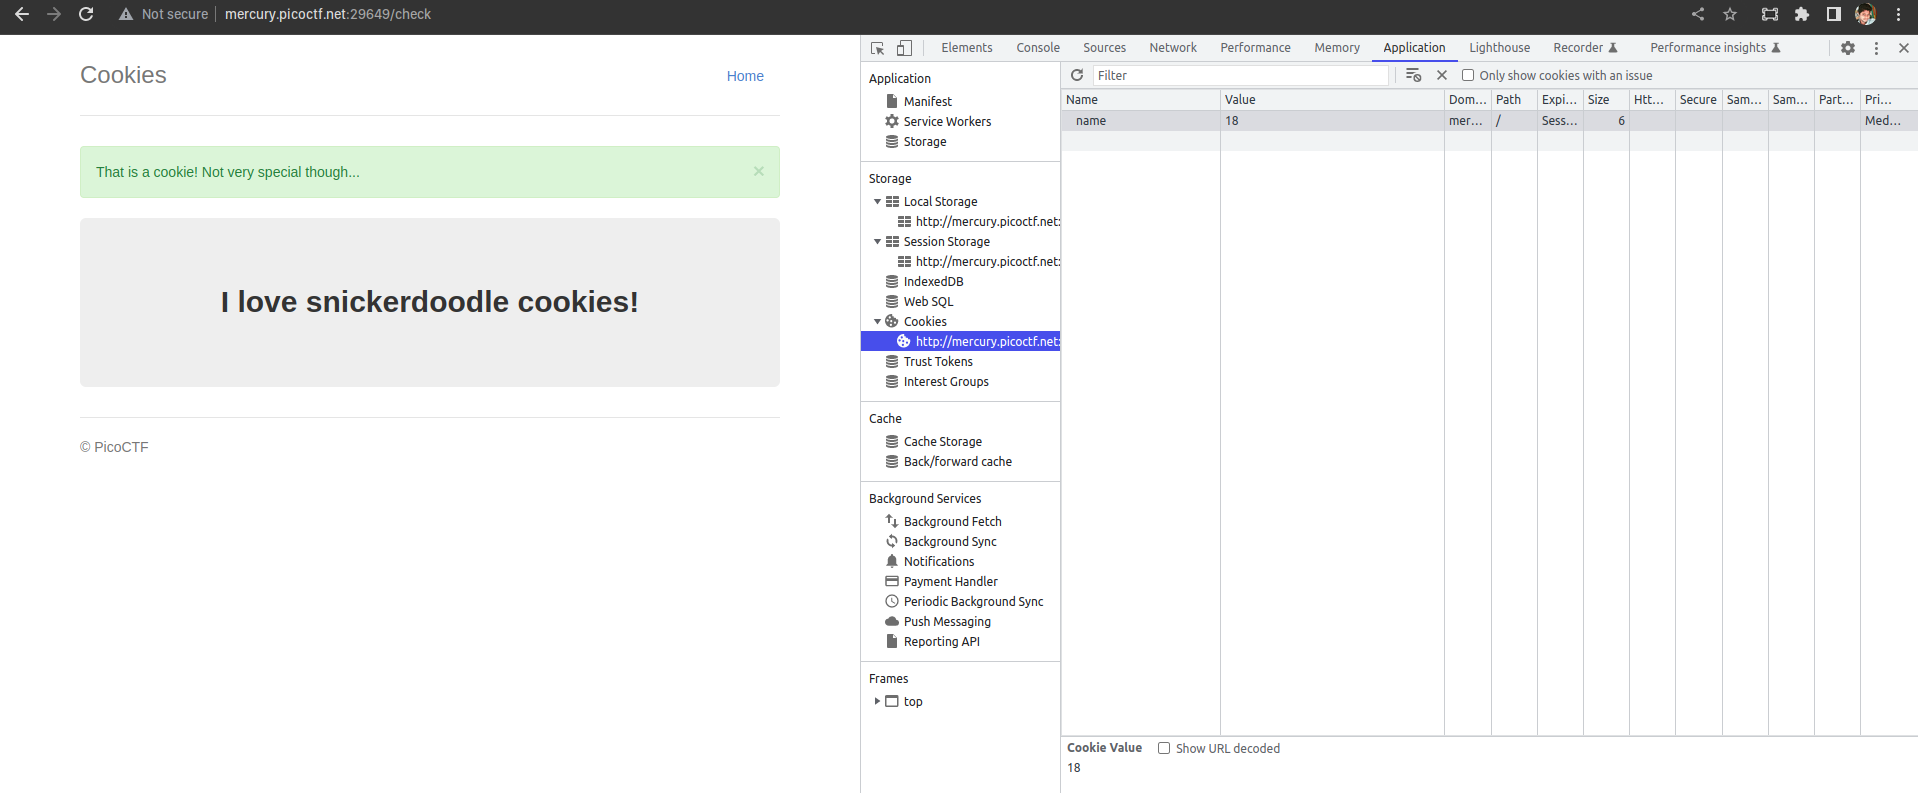 Not secure mercury.picoctf.net:29649/check
Cookies
Home
That is a cookie! Not very special though...
I love snickerdoodle cookies!
© PicoCTF
Elements Console Sources Network Performance Memory Application Lighthouse Recorder Performance insights
Application
Manifest
Service Workers
Storage
Storage
Local Storage
http://mercury.picoctf.net:
Session Storage
http://mercury.picoctf.net:
IndexedDB
Web SQL
Cookies
http://mercury.picoctf.net:
Trust Tokens
Interest Groups
Cache
Cache Storage
Back/forward cache
Background Services
Background Fetch
Background Sync
Notifications
Payment Handler
Periodic Background Sync
Push Messaging
Reporting API
Frames
top
Filter
Only show cookies with an issue
Name Value Dom... Path Expi... Size Htt... Secure Sam... Sam... Part... Pri...
name 18 mer... / Sess... 6 Med...
Cookie Value Show URL decoded
18